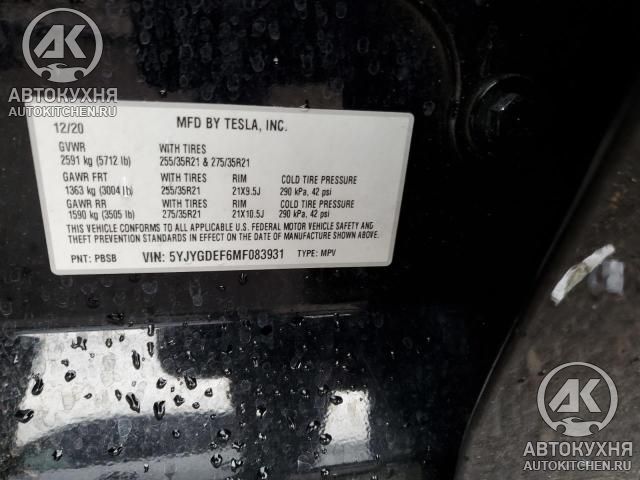 АК
АВТОКУХНЯ
AUTOKITCHEN.RU
12/20 MFD BY TESLA, INC.
GVWR WITH TIRES
2591 kg (5712 lb) 255/35R21 & 275/35R21
GAWR FRT WITH TIRES RIM COLD TIRE PRESSURE
1363 kg (3004 lb) 255/35R21 21X9.5J 290 kPa, 42 psi
GAWR RR WITH TIRES RIM COLD TIRE PRESSURE
1590 kg (3505 lb) 275/35R21 21X10.5J 290 kPa, 42 psi
THIS VEHICLE CONFORMS TO ALL APPLICABLE U.S. FEDERAL MOTOR VEHICLE SAFETY AND
THEFT PREVENTION STANDARDS IN EFFECT ON THE DATE OF MANUFACTURE SHOWN ABOVE.
PNT: PBSB VIN: 5YJYGDEF6MF083931 TYPE: MPV
АК
АВТОКУХНЯ
AUTOKITCHEN.RU